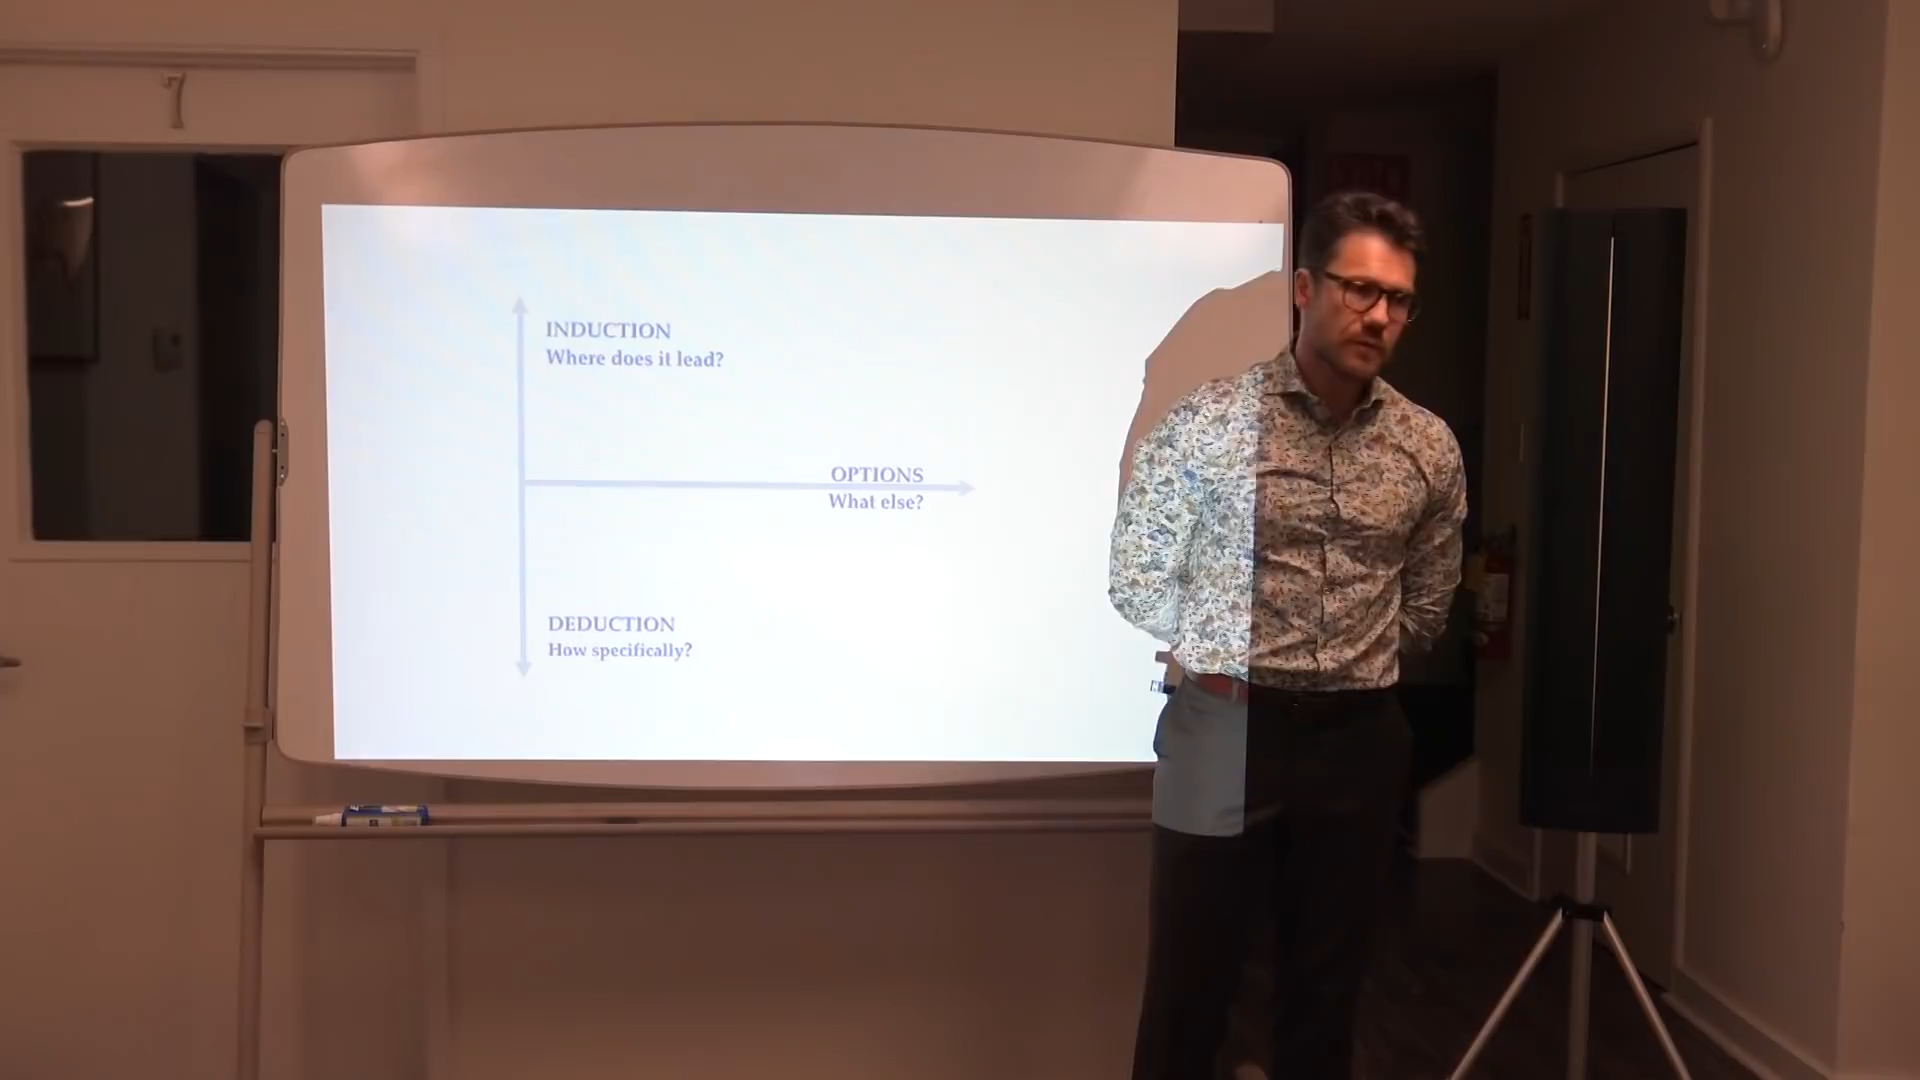 7
INDUCTION
Where does it lead?
OPTIONS
What else?
DEDUCTION
How specifically?